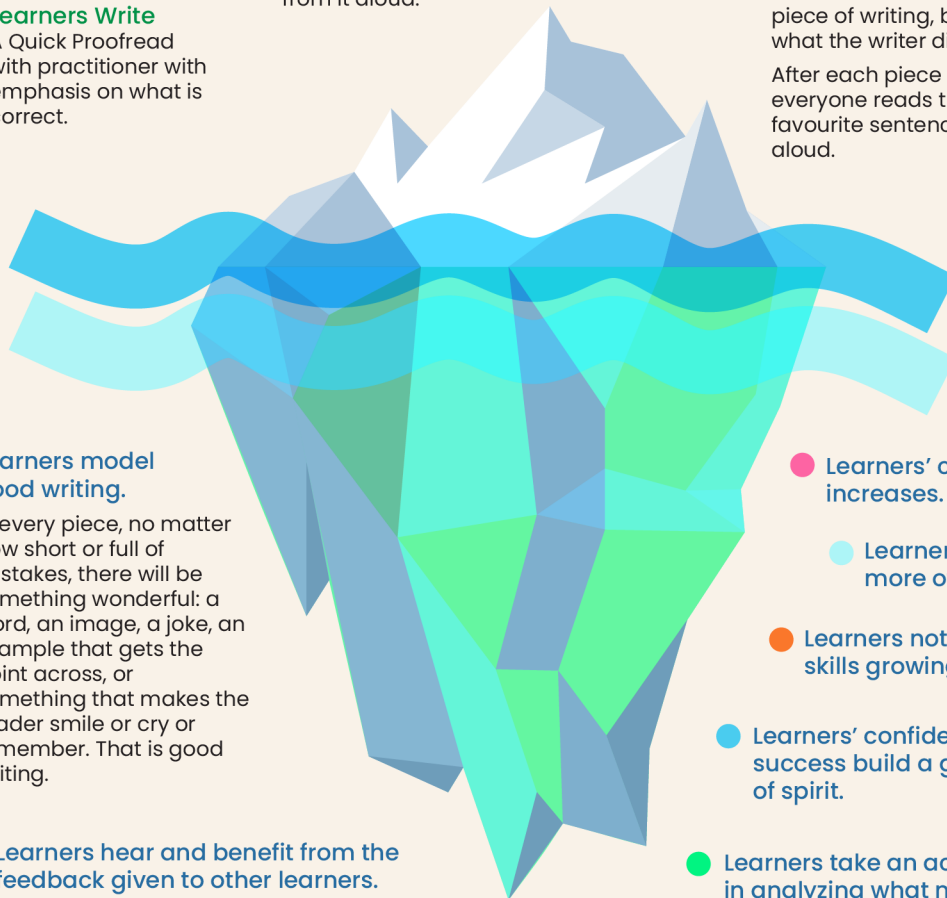 earners Write
A Quick Proofread
with practitioner with
emphasis on what is
correct.
from it aloud.
piece of writing, b
what the writer di
After each piece
everyone reads t
favourite sentenc
aloud.
arners model
ood writing.
every piece, no matter
ow short or full of
istakes, there will be
mething wonderful: a
ord, an image, a joke, an
ample that gets the
oint across, or
mething that makes the
ader smile or cry or
member. That is good
iting.
Learners hear and benefit from the
feedback given to other learners.
Learners’ c
increases.
Learner
more o
Learners not
skills growing
Learners’ confide
success build a g
of spirit.
Learners take an ac
in analyzing what m